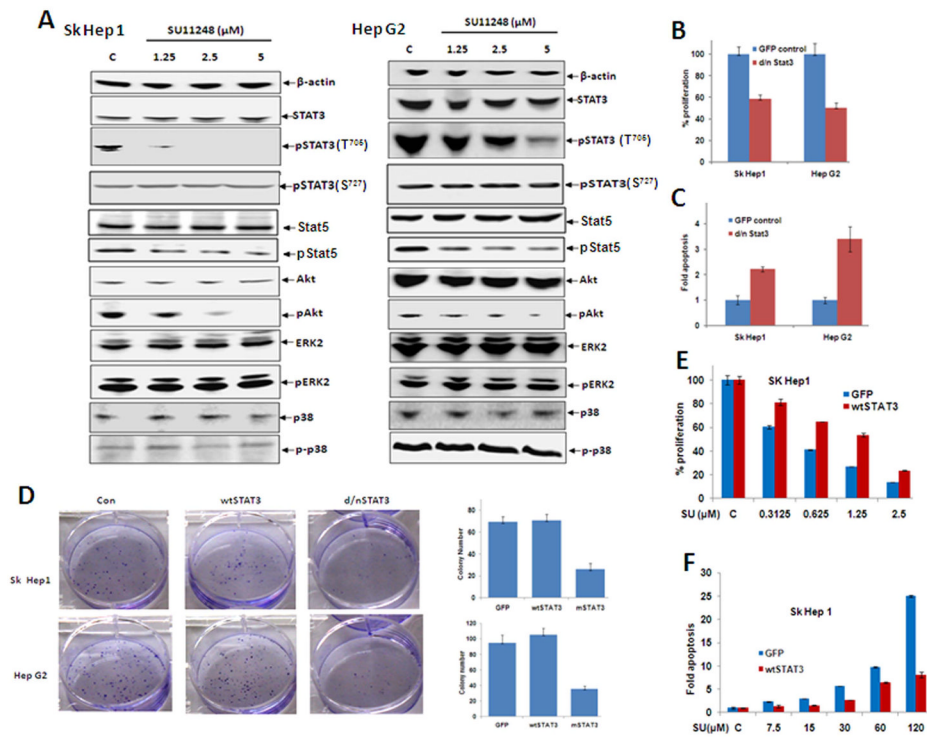 A
Sk Hep 1
SU11248 (μM)
C 1.25 2.5 5
β-actin
STAT3
pSTAT3 (T706)
pSTAT3 (S727)
Stat5
pStat5
Akt
pAkt
ERK2
pERK2
p38
p-p38
Hep G2
SU11248 (μM)
C 1.25 2.5 5
β-actin
STAT3
pSTAT3 (T706)
pSTAT3 (S727)
Stat5
pStat5
Akt
pAkt
ERK2
pERK2
p38
p-p38
B
GFP control
d/n Stat3
% proliferation
120
100
80
60
40
20
0
Sk Hep1 Hep G2
C
GFP control
d/n Stat3
Fold apoptosis
6
4
2
0
Sk Hep1 Hep G2
D
Con wtSTAT3 d/nSTAT3
Sk Hep1
Hep G2
Colony Number
80
60
40
20
0
GFP wtSTAT3 mSTAT3
Colony number
120
100
80
60
40
20
0
GFP wtSTAT3 mSTAT3
E
SK Hep1
GFP
wtSTAT3
% proliferation
100
80
60
40
20
0
SU (μM) C 0.3125 0.625 1.25 2.5
F
Sk Hep 1
GFP
wtSTAT3
Fold apoptosis
25
20
15
10
5
0
SU(μM) C 7.5 15 30 60 120